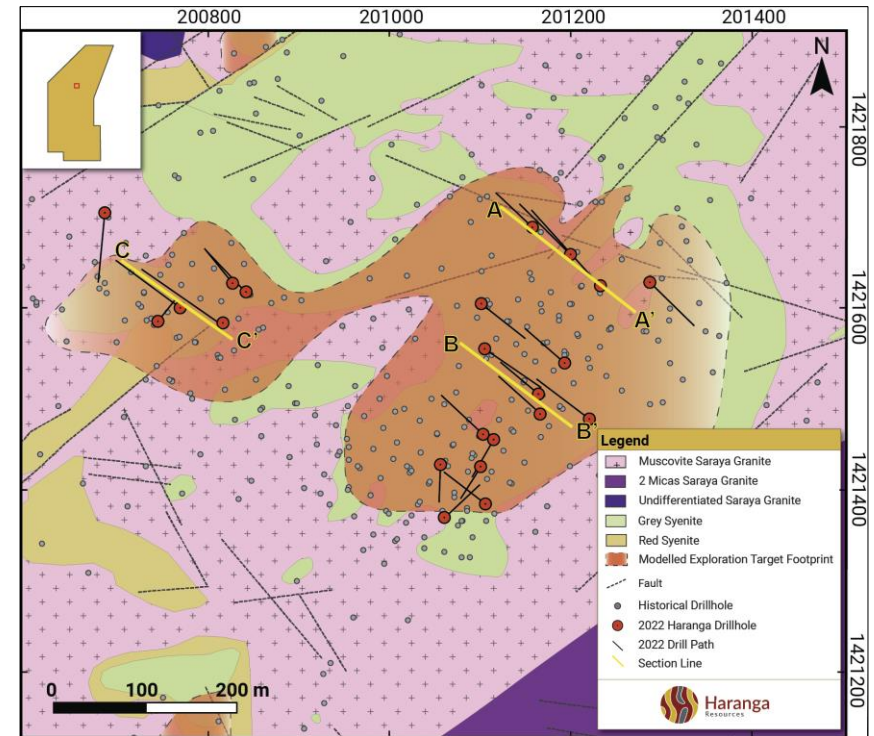 200800 201000 201200 201400
N
1421800
A
C
1421600
A'
C'
B
B'
Legend
Muscovite Saraya Granite
2 Micas Saraya Granite
Undifferentiated Saraya Granite
Grey Syenite
Red Syenite
Modelled Exploration Target Footprint
Fault
Historical Drillhole
2022 Haranga Drillhole
2022 Drill Path
Section Line
Haranga
Resources
1421400
1421200
0 100 200 m